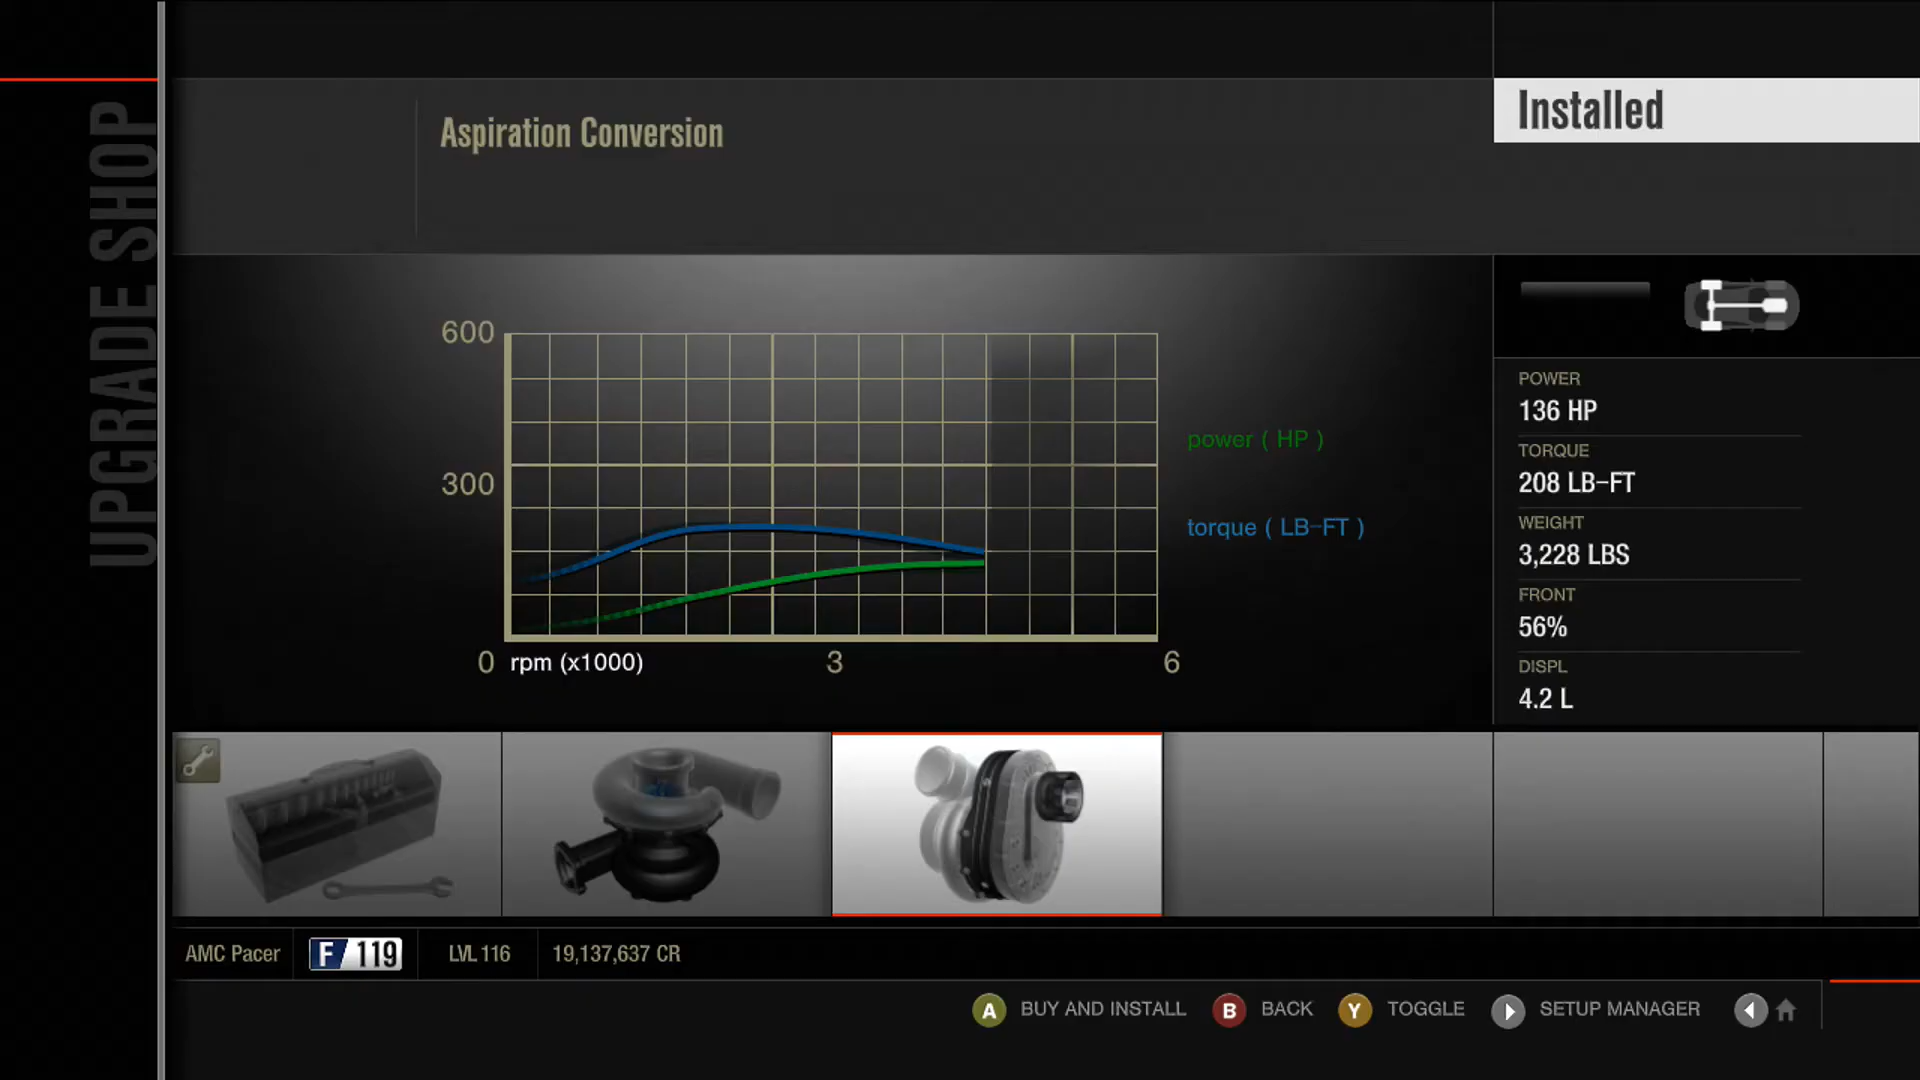 UPGRADE SHOP
Aspiration Conversion
Installed
600
300
0
rpm (x1000)
3
6
power ( HP )
torque ( LB-FT )
POWER
136 HP
TORQUE
208 LB-FT
WEIGHT
3,228 LBS
FRONT
56%
DISPL
4.2 L
AMC Pacer
F 119
LVL 116
19,137,637 CR
A BUY AND INSTALL
B BACK
Y TOGGLE
SETUP MANAGER